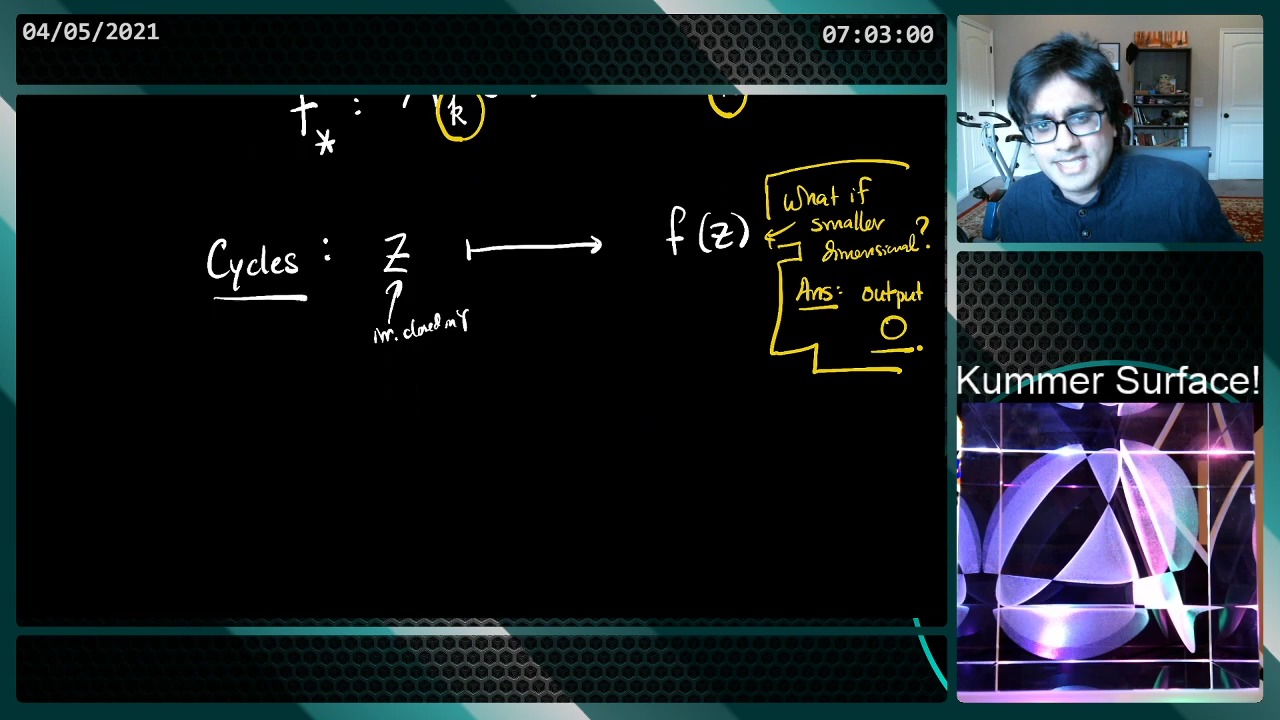 04/05/2021
07:03:00
f* :
k
Cycles : Z ⟼ f(z)
irr. closed in Y
What if
smaller
dimensional?
Ans: output
0.
Kummer Surface!